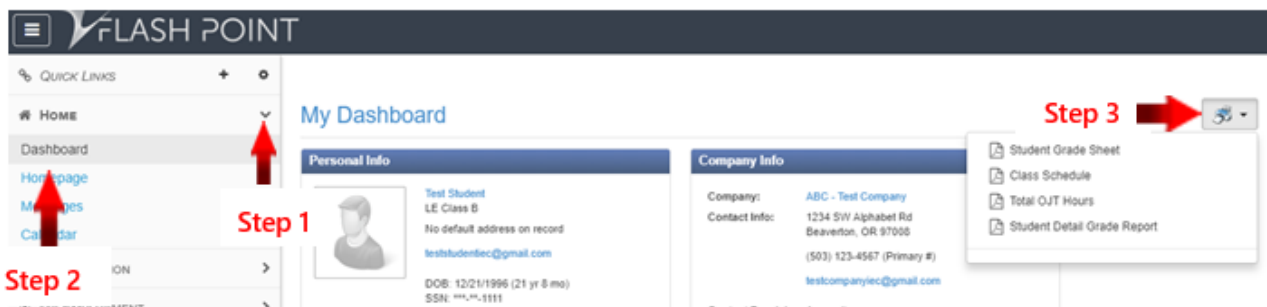 FLASH POINT
QUICK LINKS
HOME
My Dashboard
Step 3
Dashboard
Homepage
Step 1
Step 2
Personal Info
Test Student
LE Class B
No default address on record
teststudentiec@gmail.com
DOB: 12/21/1996 (21 yr 8 mo)
SSN: ***-**-1111
Company Info
Company: ABC - Test Company
Contact Info: 1234 SW Alphabet Rd
Beaverton, OR 97008
(503) 123-4567 (Primary #)
testcompanyiec@gmail.com
Student Grade Sheet
Class Schedule
Total OJT Hours
Student Detail Grade Report